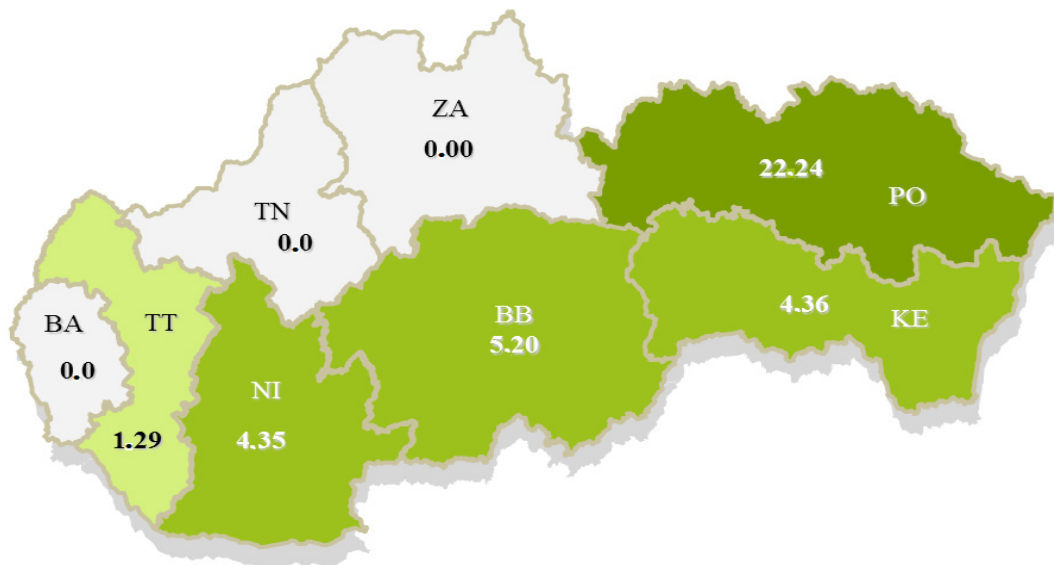 ZA
0.00
22.24
PO
TN
0.0
BA
0.0
TT
1.29
NI
4.35
BB
5.20
4.36
KE